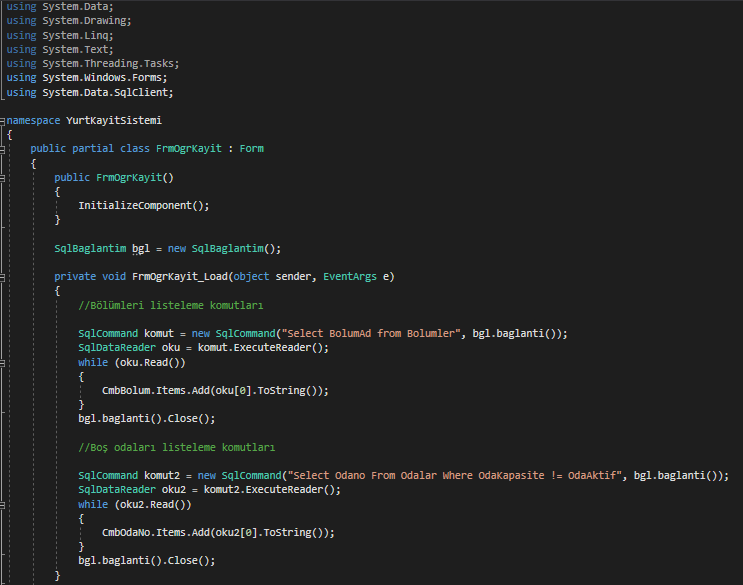 using System.Data;
using System.Drawing;
using System.Linq;
using System.Text;
using System.Threading.Tasks;
using System.Windows.Forms;
using System.Data.SqlClient;
namespace YurtKayitSistemi
{
public partial class FrmOgrKayit : Form
{
public FrmOgrKayit()
{
InitializeComponent();
}
SqlBaglantim bgl = new SqlBaglantim();
private void FrmOgrKayit_Load(object sender, EventArgs e)
{
//Bölümleri listeleme komutları
SqlCommand komut = new SqlCommand("Select BolumAd from Bolumler", bgl.baglanti());
SqlDataReader oku = komut.ExecuteReader();
while (oku.Read())
{
CmbBolum.Items.Add(oku[0].ToString());
}
bgl.baglanti().Close();
//Boş odaları listeleme komutları
SqlCommand komut2 = new SqlCommand("Select Odano From Odalar Where OdaKapasite != OdaAktif", bgl.baglanti());
SqlDataReader oku2 = komut2.ExecuteReader();
while (oku2.Read())
{
CmbOdaNo.Items.Add(oku2[0].ToString());
}
bgl.baglanti().Close();
}